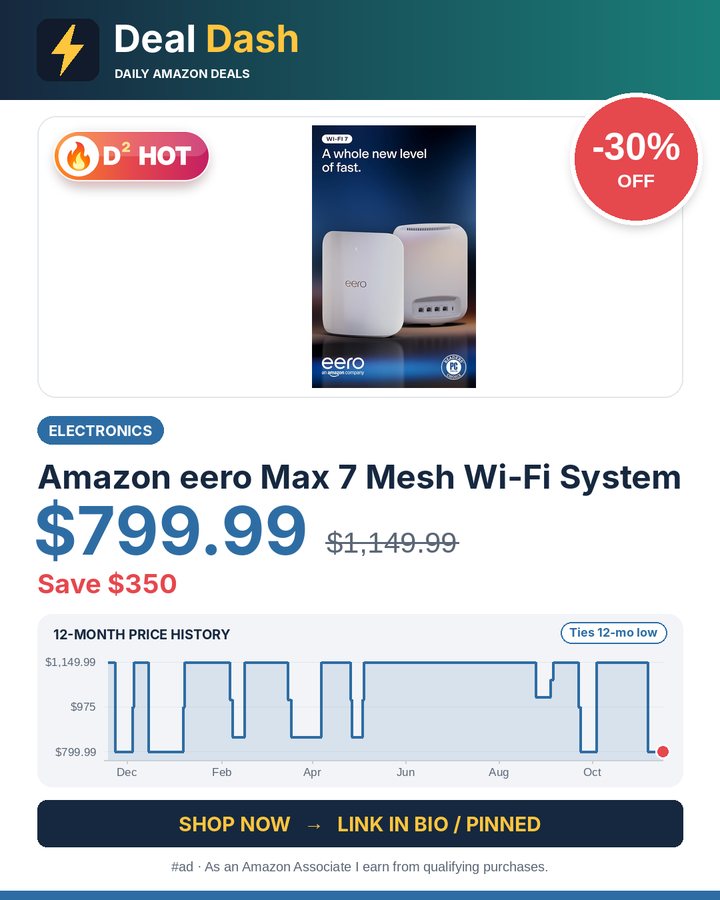 Deal Dash
DAILY AMAZON DEALS
D² HOT
-30%
OFF
WI-FI 7
A whole new level
of fast.
eero
eero
an amazon company
PC
ELECTRONICS
Amazon eero Max 7 Mesh Wi-Fi System
$799.99 $1,149.99
Save $350
12-MONTH PRICE HISTORY
Ties 12-mo low
$1,149.99
$975
$799.99
Dec Feb Apr Jun Aug Oct
SHOP NOW → LINK IN BIO / PINNED
#ad · As an Amazon Associate I earn from qualifying purchases.